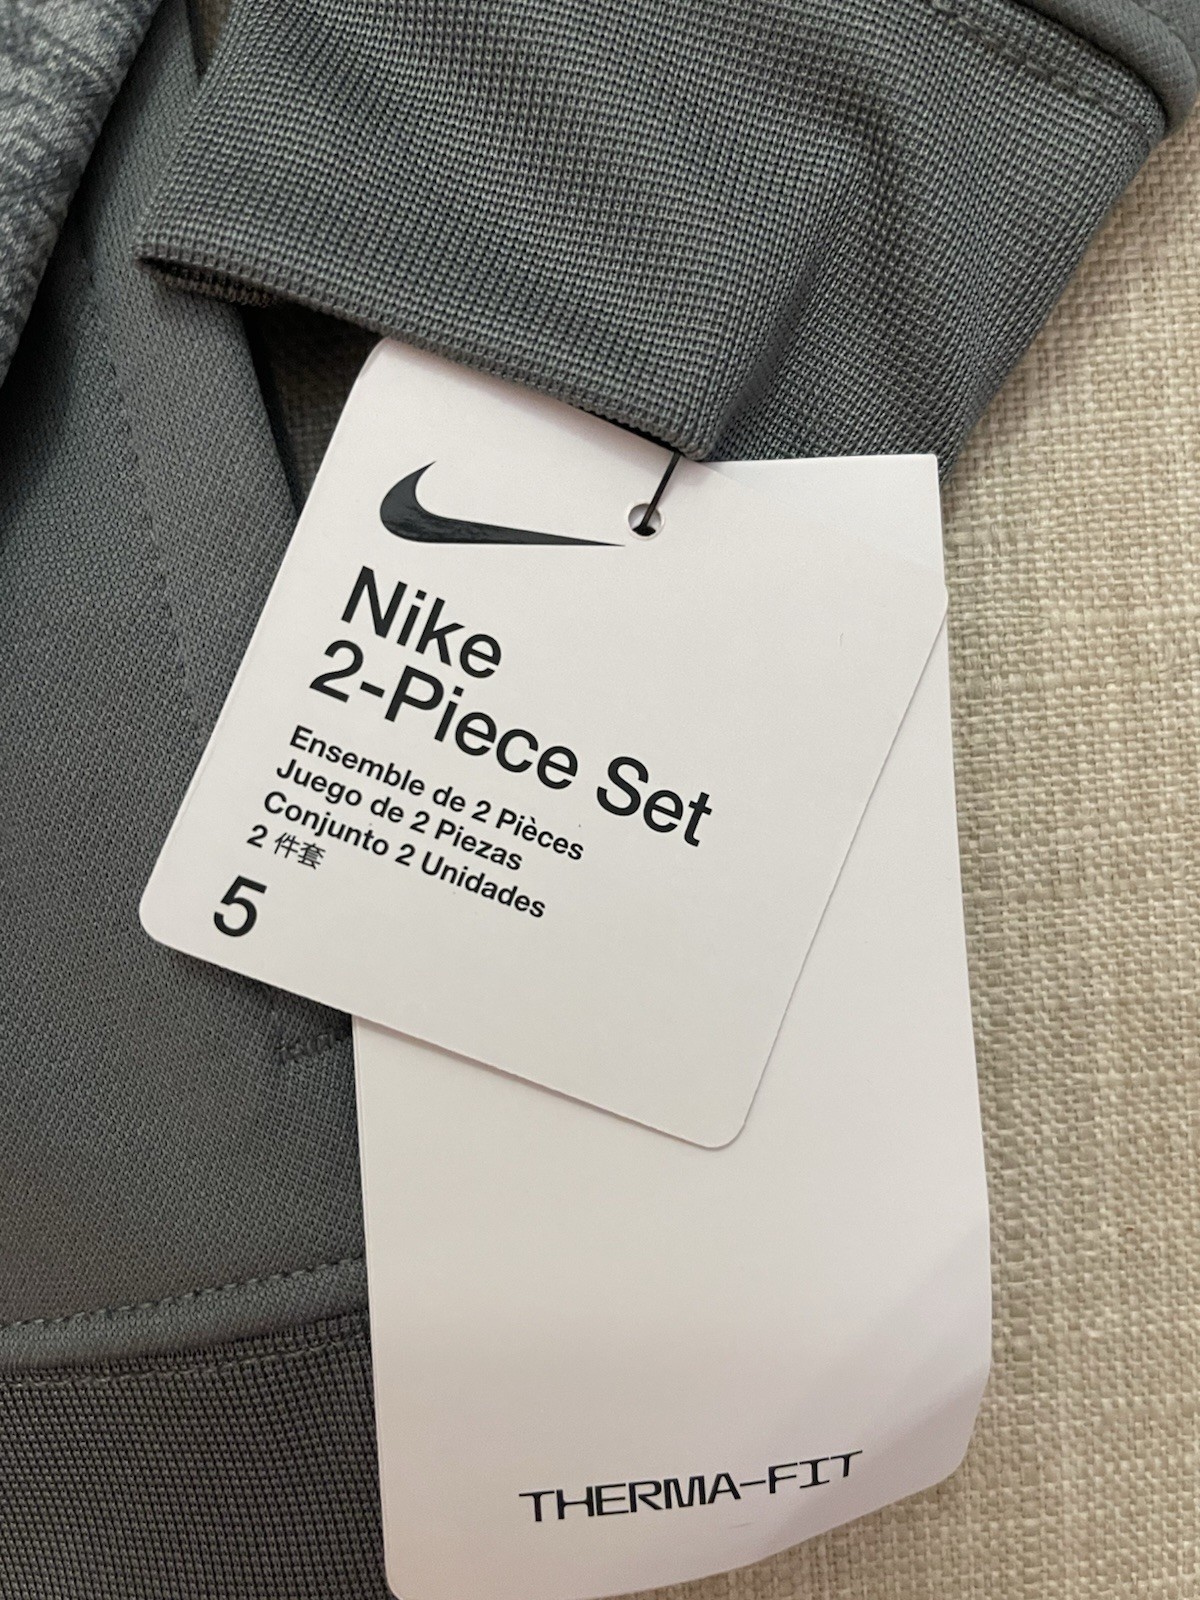 Nike
2-Piece Set
Ensemble de 2 Pièces
Juego de 2 Piezas
Conjunto 2 Unidades
2 件套
5
THERMA-FIT